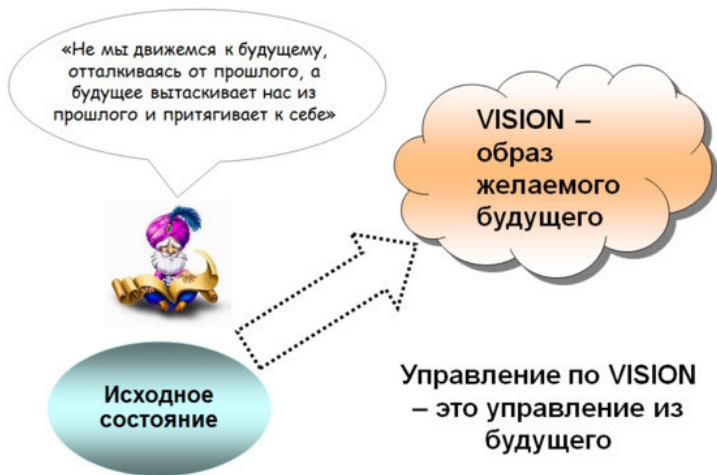 «Не мы движемся к будущему,
отталкиваясь от прошлого, а
будущее вытаскивает нас из
прошлого и притягивает к себе»
VISION –
образ
желаемого
будущего
Исходное
состояние
Управление по VISION
– это управление из
будущего